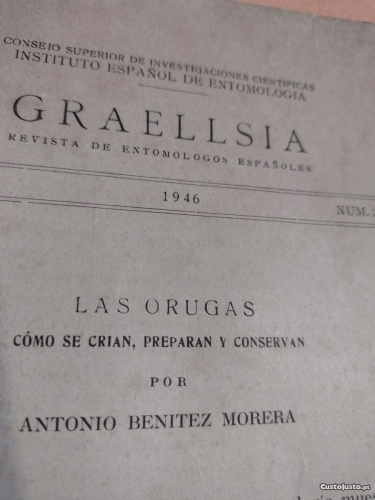 CONSEJO SUPERIOR DE INVESTIGACIONES CIENTIFICAS
INSTITUTO ESPAÑOL DE ENTOMOLOGIA
GRAELLSIA
REVISTA DE ENTOMOLOGOS ESPAÑOLES
1946
NUM.
LAS ORUGAS
CÓMO SE CRIAN, PREPARAN Y CONSERVAN
POR
ANTONIO BENITEZ MORERA
CustoJusto.pt